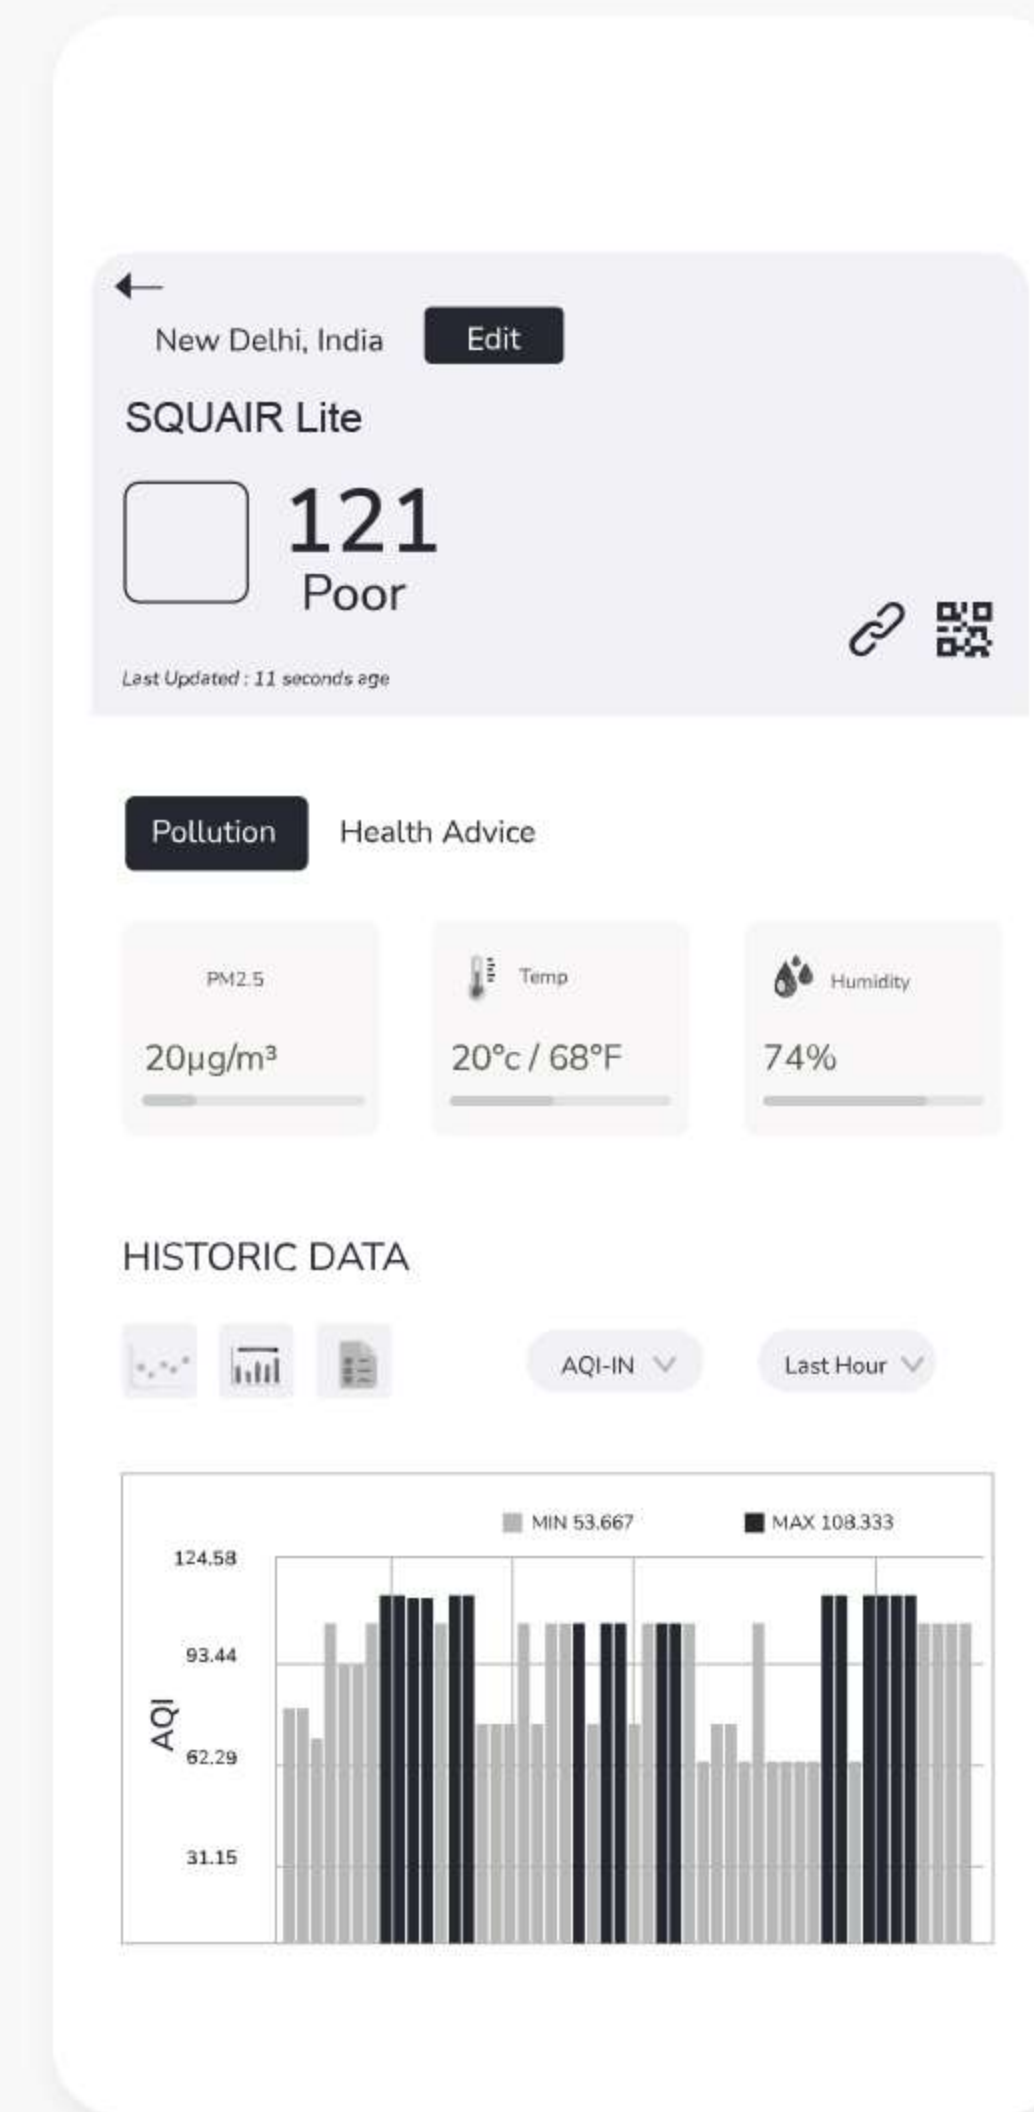 New Delhi, India Edit
SQUAIR Lite
121
Poor
Last Updated : 11 seconds age
Pollution Health Advice
PM2.5 Temp Humidity
20µg/m³ 20°c / 68°F 74%
HISTORIC DATA
AQI-IN Last Hour
MIN 53.667 MAX 108.333
124.58
93.44
AQI
62.29
31.15